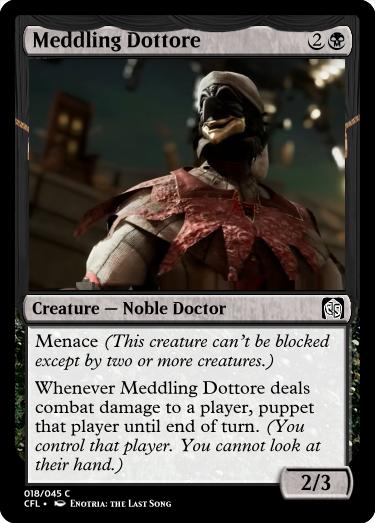 Meddling Dottore 2
Creature — Noble Doctor
Menace (This creature can't be blocked
except by two or more creatures.)
Whenever Meddling Dottore deals
combat damage to a player, puppet
that player until end of turn. (You
control that player. You cannot look at
their hand.)
2/3
018/045 C
CFL • Enotria: the Last Song